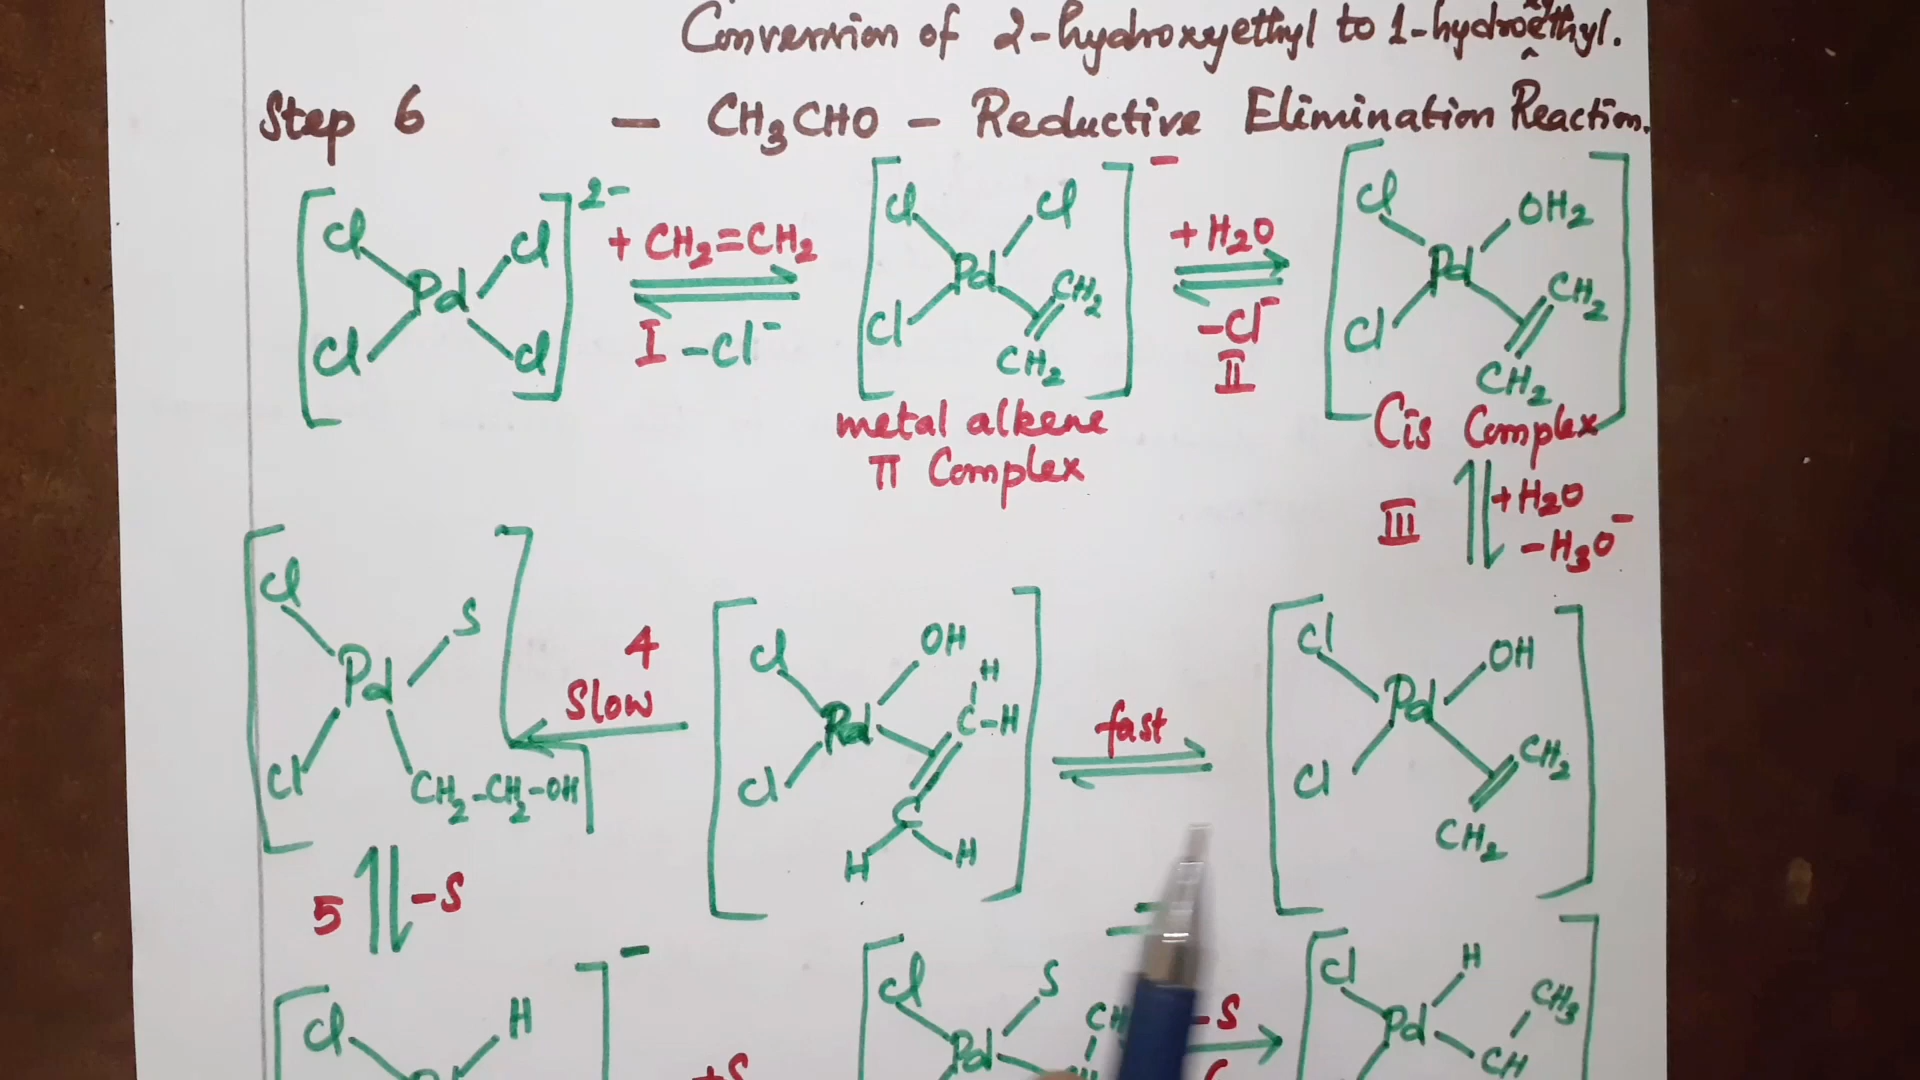 Conversion of 2-hydroxyethyl to 1-hydroxyethyl.
Step 6 - CH3CHO - Reductive Elimination Reaction.
[Cl Cl Pd Cl Cl]2-
+ CH2=CH2
I -Cl-
[Cl Cl Pd CH2 Cl CH2]-
metal alkene
π Complex
+H2O
-Cl-
II
[Cl OH2 Pd CH2 Cl CH2]
Cis Complex
III
+H2O
-H3O-
[Cl OH Pd CH2 Cl CH2]
fast
[Cl OH H Pd C-H Cl C H H]
4
Slow
[Cl S Pd Cl CH2-CH2-OH]
5 -S
[Cl H
-
+S
[Cl S Pd
-S
[Cl H CH3 Pd CH